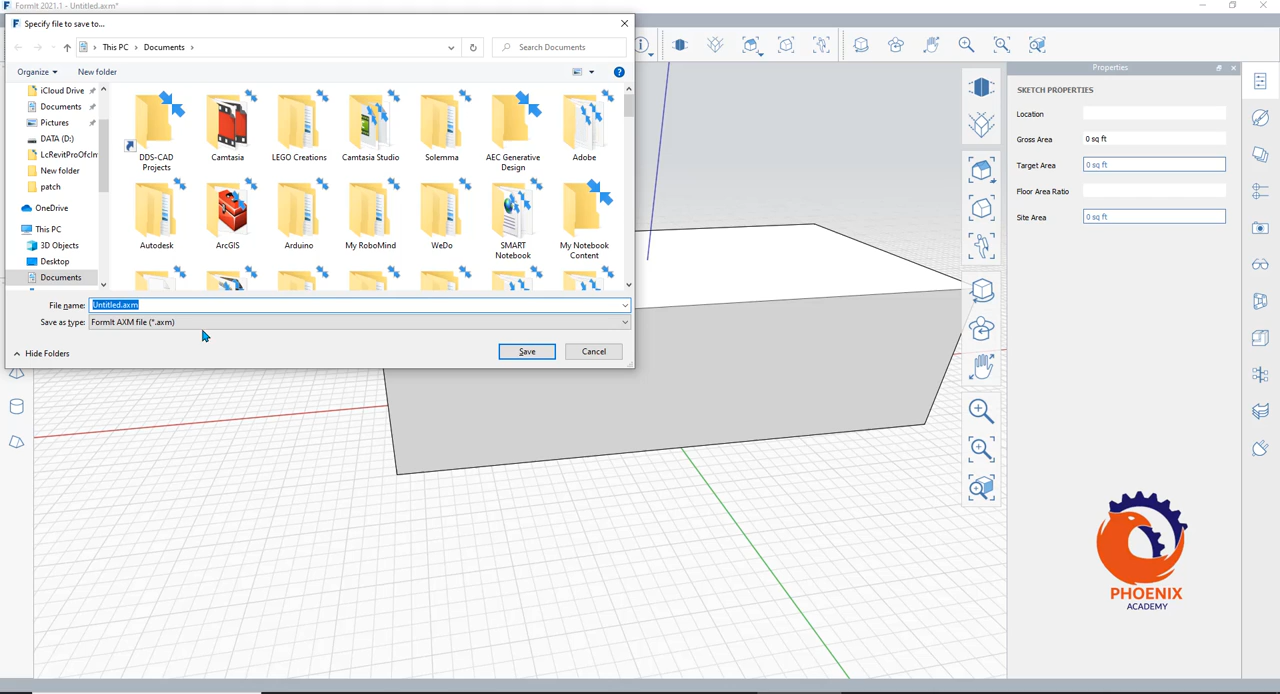 FormIt 2021.1 - Untitled.axm*
Specify file to save to...
This PC > Documents >
Search Documents
Organize
New folder
iCloud Drive
Documents
Pictures
DATA (D:)
LcRevitProOfcIn
New folder
patch
OneDrive
This PC
3D Objects
Desktop
Documents
DDS-CAD
Projects
Camtasia
LEGO Creations
Camtasia Studio
Solemma
AEC Generative
Design
Adobe
Autodesk
ArcGIS
Arduino
My RoboMind
WeDo
SMART
Notebook
My Notebook
Content
File name: Untitled.axm
Save as type: FormIt AXM file (*.axm)
Hide Folders
Save
Cancel
Properties
SKETCH PROPERTIES
Location
Gross Area 0 sq ft
Target Area 0 sq ft
Floor Area Ratio
Site Area 0 sq ft
PHOENIX
ACADEMY